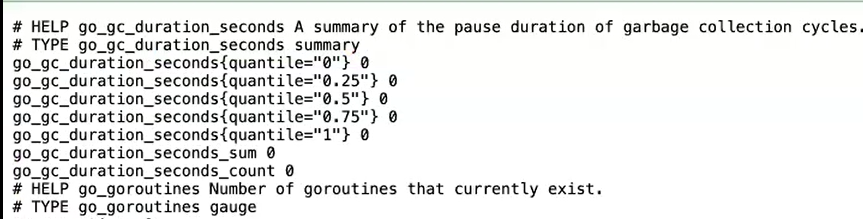 # HELP go_gc_duration_seconds A summary of the pause duration of garbage collection cycles.
# TYPE go_gc_duration_seconds summary
go_gc_duration_seconds{quantile="0"} 0
go_gc_duration_seconds{quantile="0.25"} 0
go_gc_duration_seconds{quantile="0.5"} 0
go_gc_duration_seconds{quantile="0.75"} 0
go_gc_duration_seconds{quantile="1"} 0
go_gc_duration_seconds_sum 0
go_gc_duration_seconds_count 0
# HELP go_goroutines Number of goroutines that currently exist.
# TYPE go_goroutines gauge